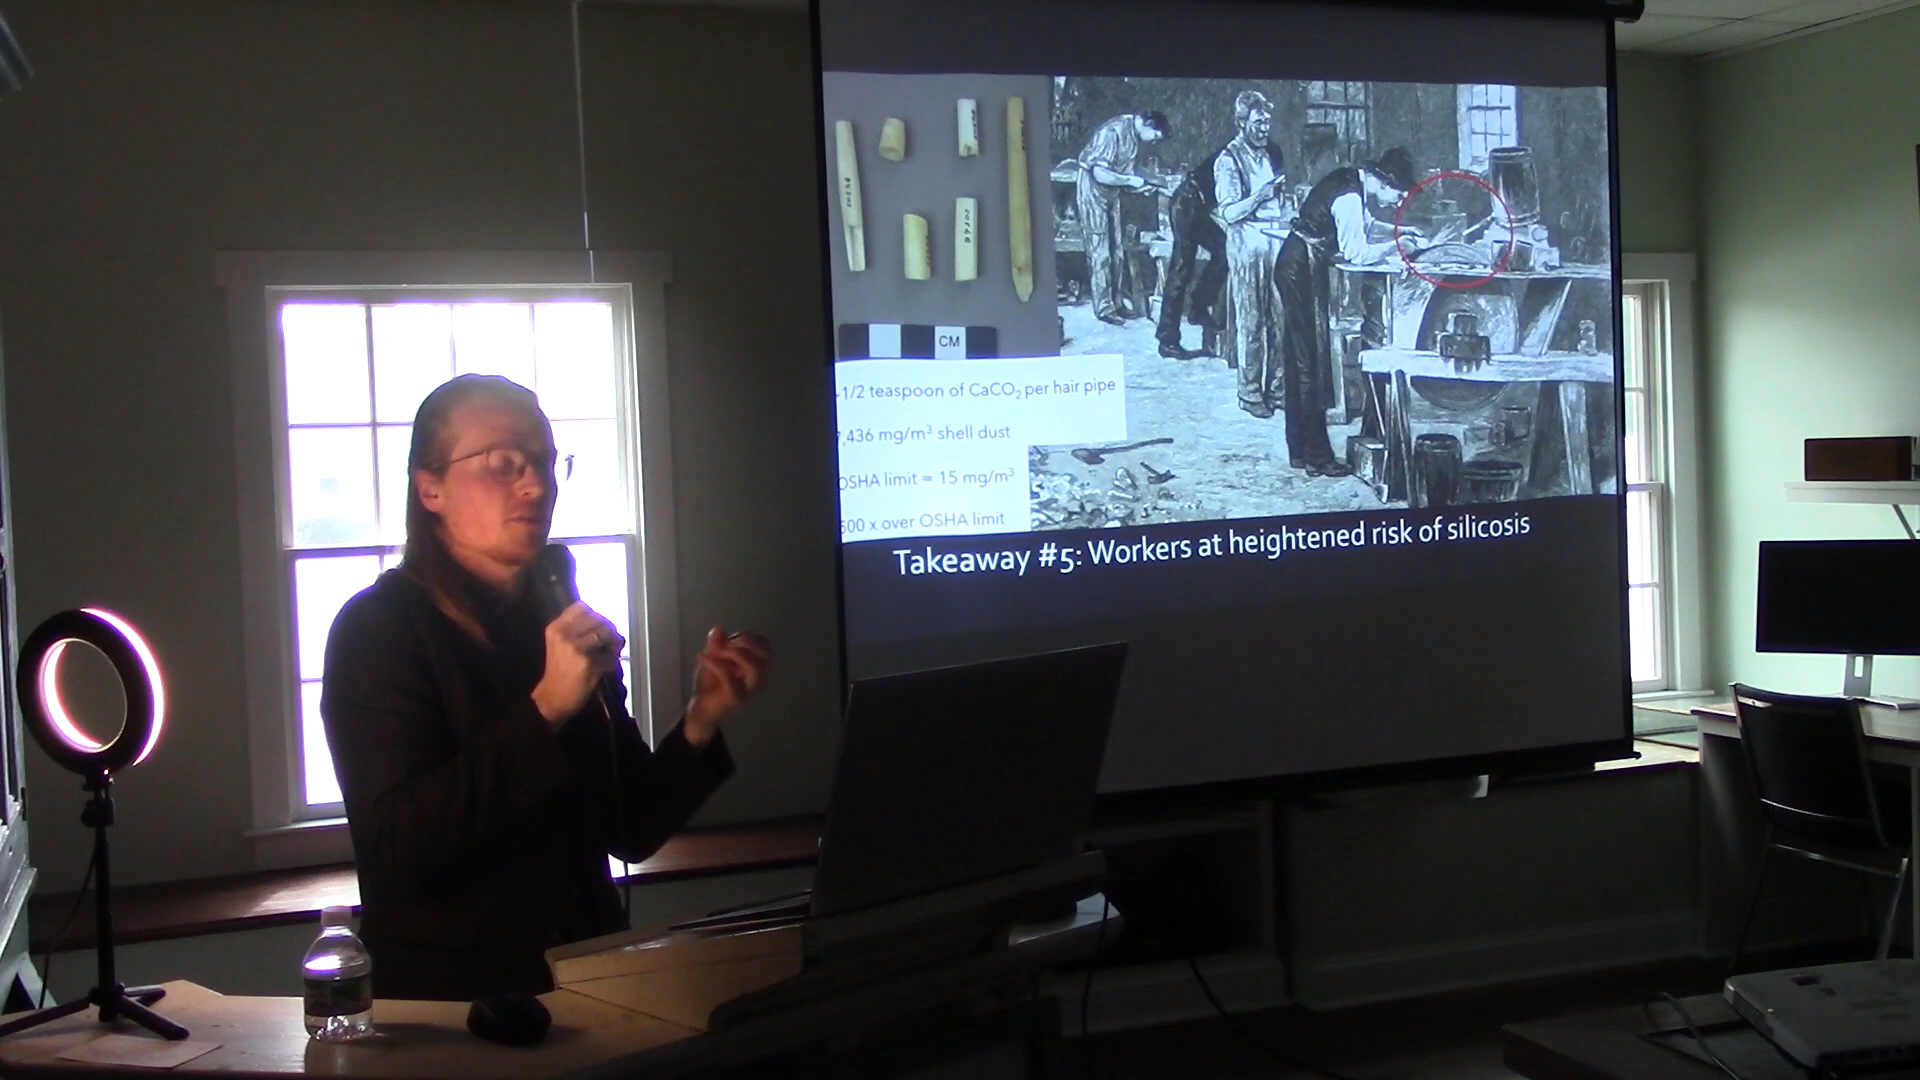 CM
1/2 teaspoon of CaCO₂ per hair pipe
,436 mg/m³ shell dust
OSHA limit = 15 mg/m³
500 x over OSHA limit
Takeaway #5: Workers at heightened risk of silicosis